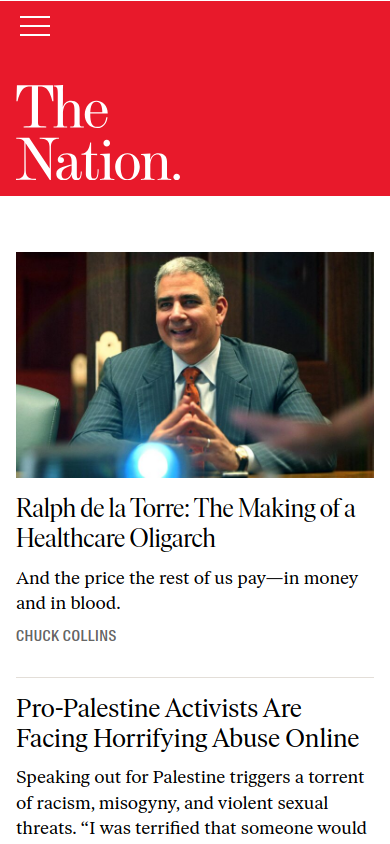 The
Nation.
Ralph de la Torre: The Making of a
Healthcare Oligarch
And the price the rest of us pay—in money
and in blood.
CHUCK COLLINS
Pro-Palestine Activists Are
Facing Horrifying Abuse Online
Speaking out for Palestine triggers a torrent
of racism, misogyny, and violent sexual
threats. “I was terrified that someone would